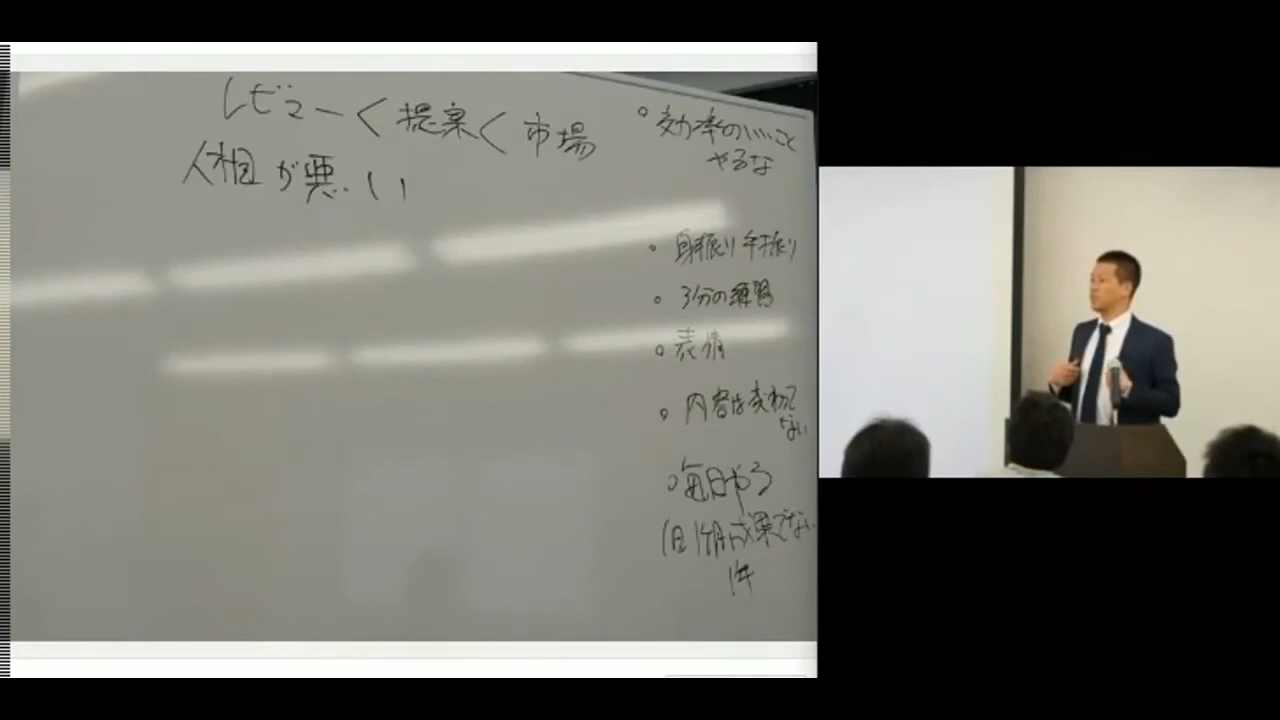 レビュー＜提案＜市場
人相が悪い
・効率のいいこと
やるな
・身振り手振り
・3分の練習
・表情
・内容は変わって
ない
・毎日やる
1日 1ヶ月 成果でない
1年